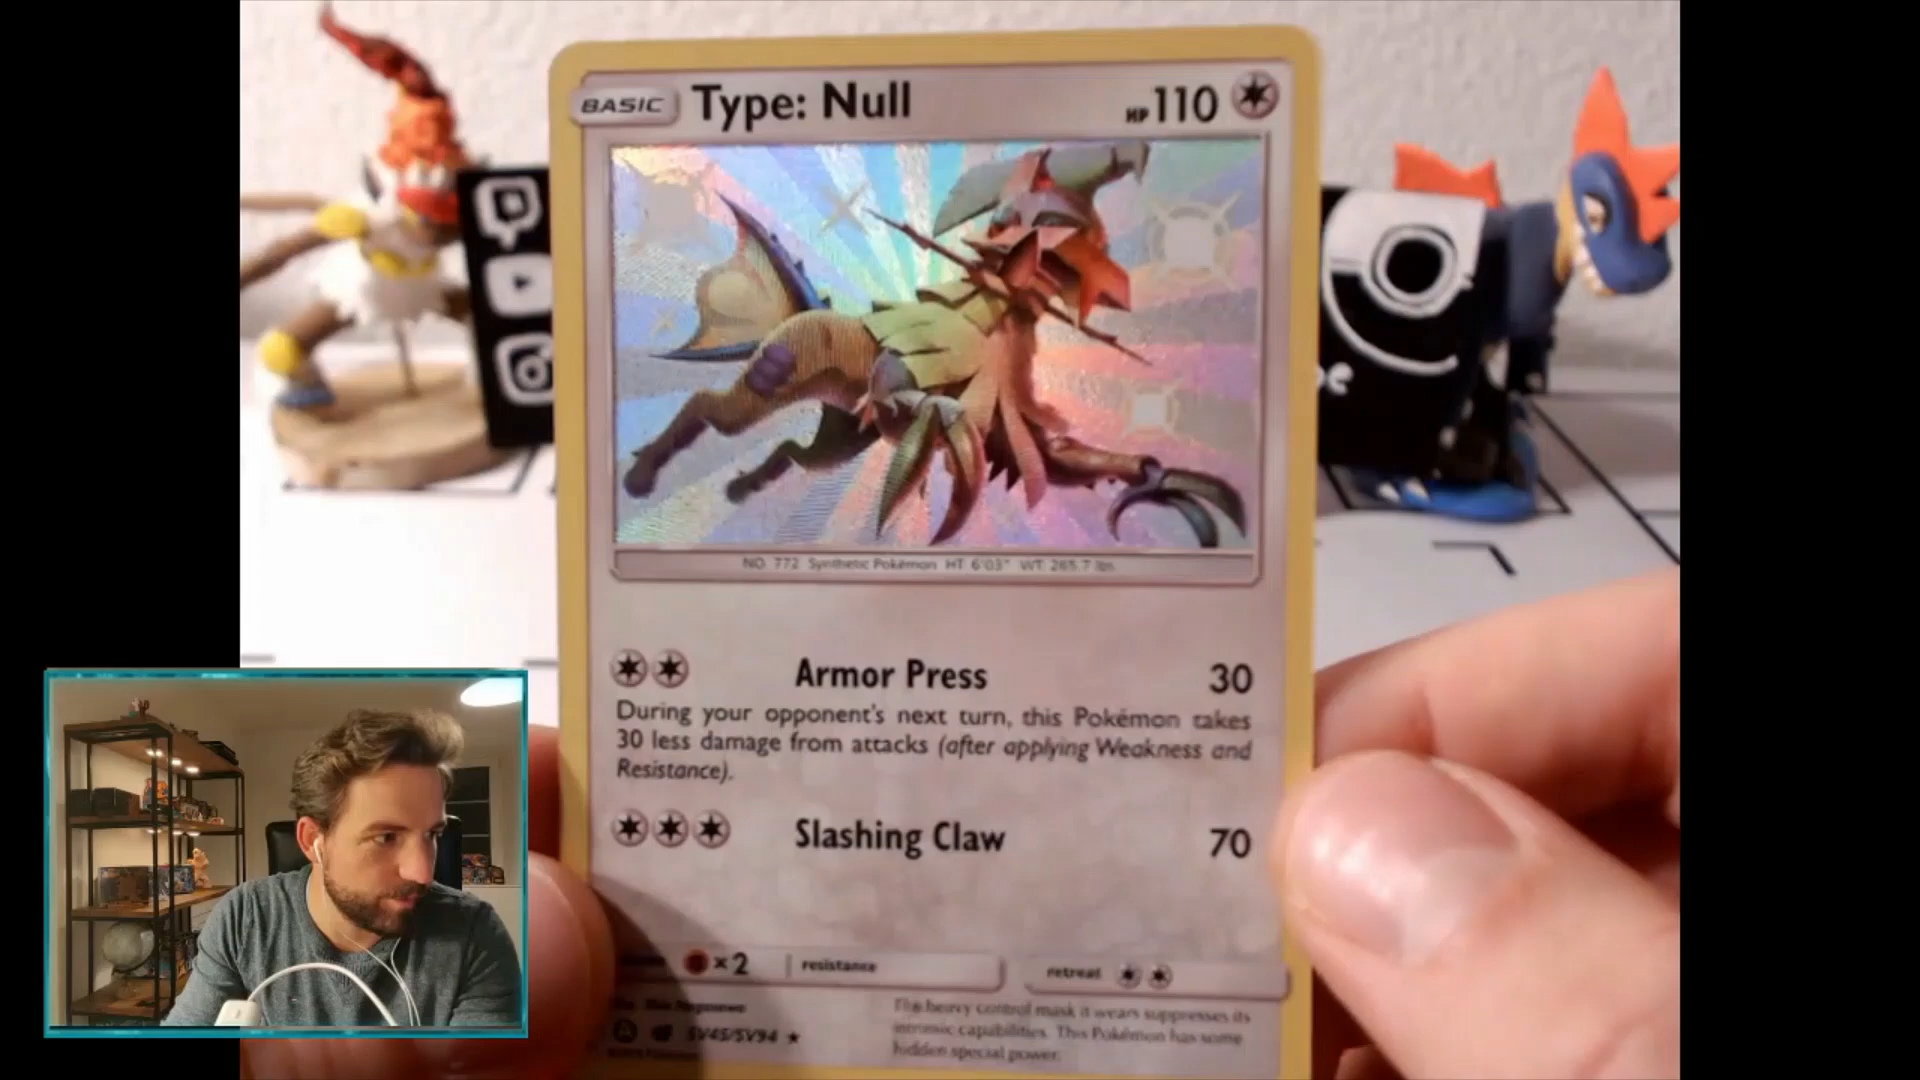 BASIC Type: Null HP 110
NO. 772 Synthetic Pokémon HT: 6'03" WT: 265.7 lbs.
Armor Press 30
During your opponent's next turn, this Pokémon takes
30 less damage from attacks (after applying Weakness and
Resistance).
Slashing Claw 70
×2 resistance retreat
SV45/SV94
The heavy control mask it wears suppresses its
intrinsic capabilities. This Pokémon has some
hidden special power.